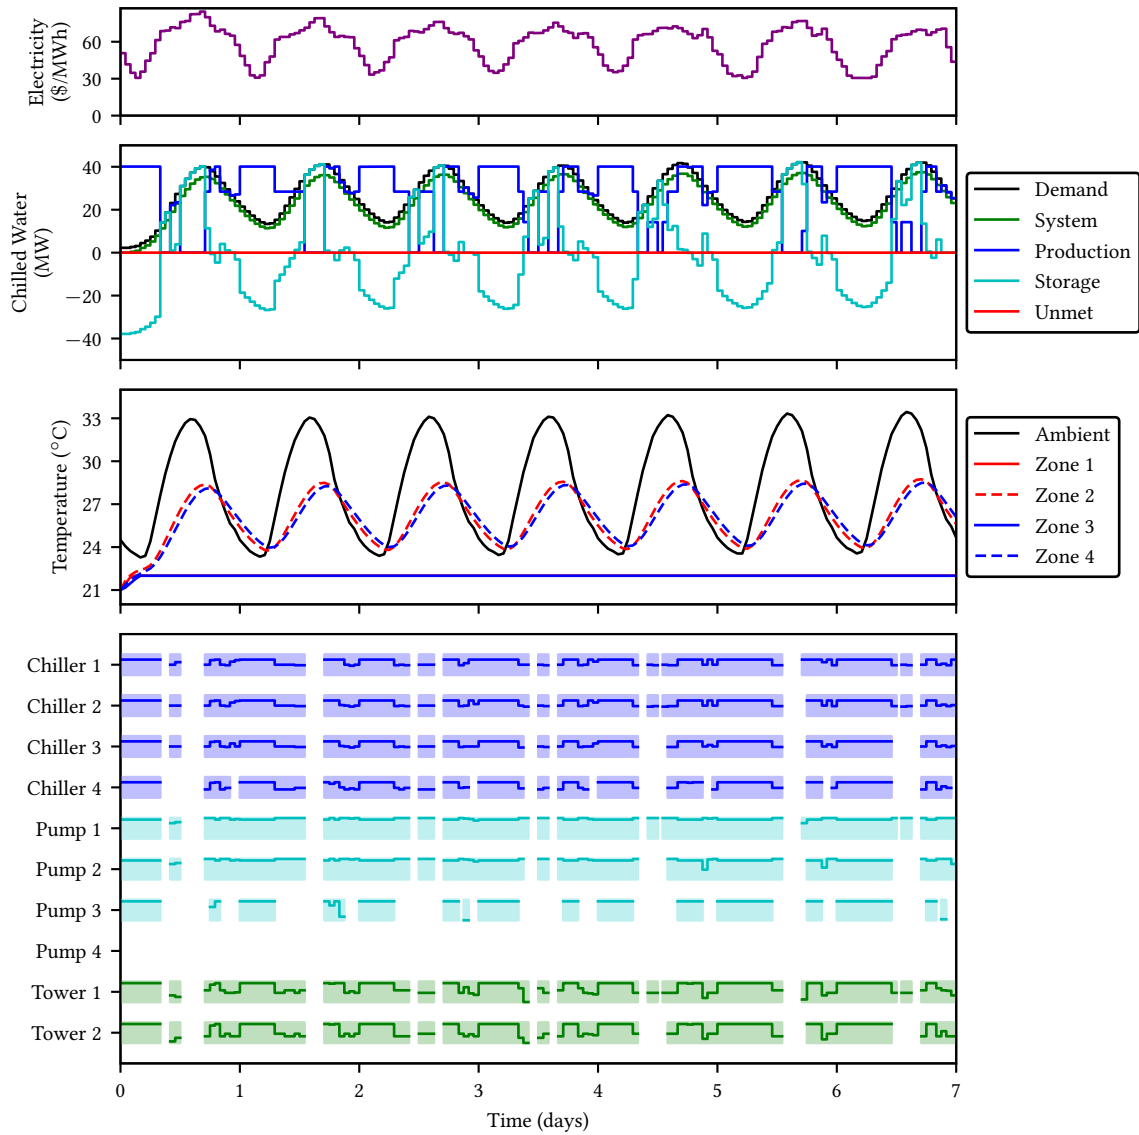 Electricity
($/MWh)
60
30
0
Chilled Water
(MW)
40
20
0
−20
−40
Demand
System
Production
Storage
Unmet
Temperature (°C)
33
30
27
24
21
Ambient
Zone 1
Zone 2
Zone 3
Zone 4
Chiller 1
Chiller 2
Chiller 3
Chiller 4
Pump 1
Pump 2
Pump 3
Pump 4
Tower 1
Tower 2
0 1 2 3 4 5 6 7
Time (days)